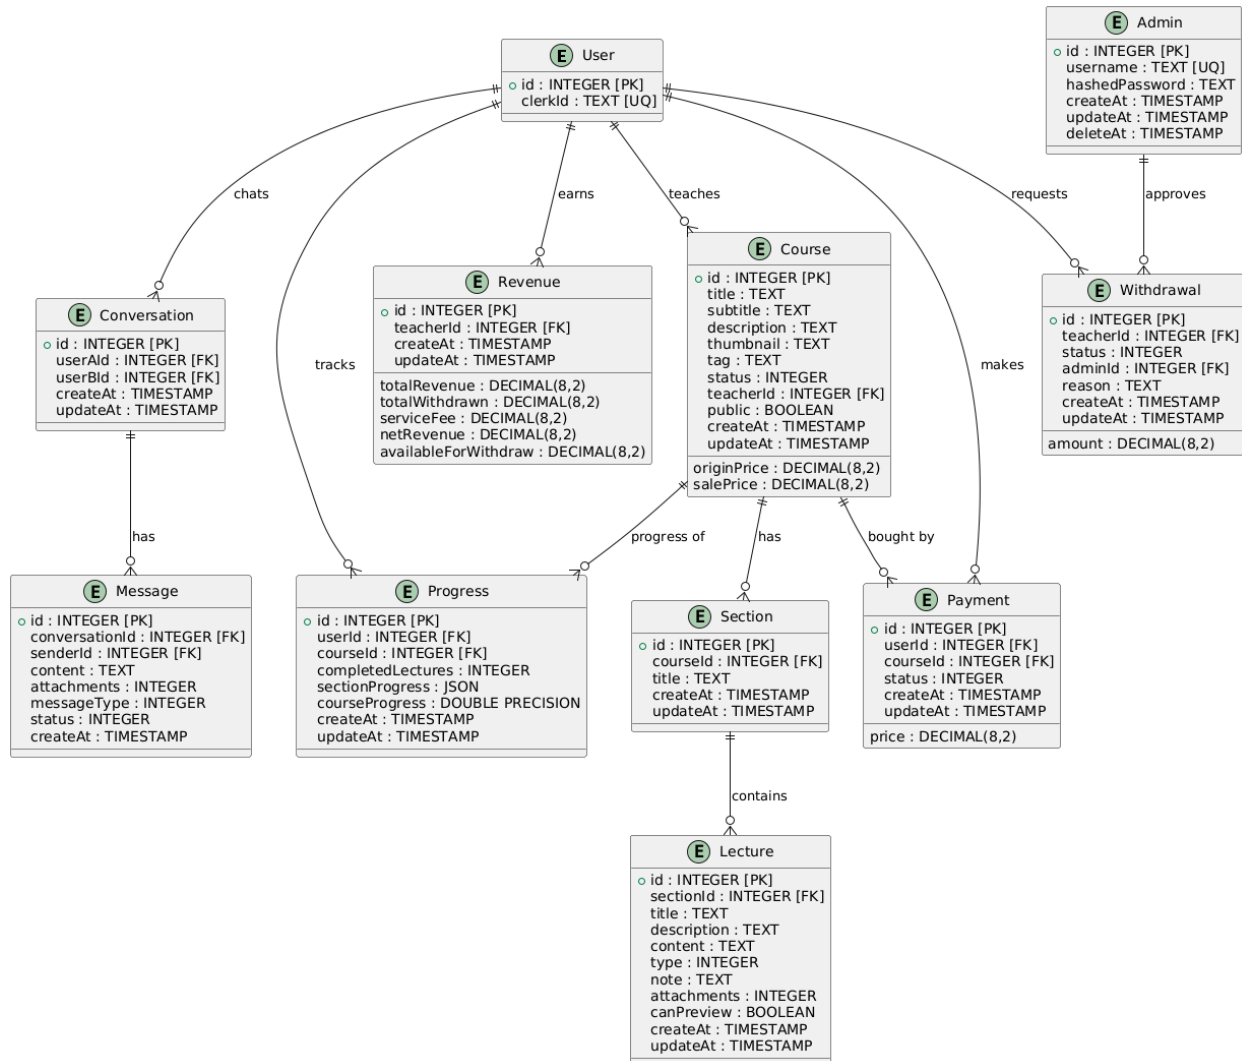 E Admin
id : INTEGER [PK]
username : TEXT [UQ]
hashedPassword : TEXT
createAt : TIMESTAMP
updateAt : TIMESTAMP
deleteAt : TIMESTAMP
E User
id : INTEGER [PK]
clerkId : TEXT [UQ]
chats
earns
teaches
requests
approves
E Course
id : INTEGER [PK]
title : TEXT
subtitle : TEXT
description : TEXT
thumbnail : TEXT
tag : TEXT
status : INTEGER
teacherId : INTEGER [FK]
public : BOOLEAN
createAt : TIMESTAMP
updateAt : TIMESTAMP
originPrice : DECIMAL(8,2)
salePrice : DECIMAL(8,2)
E Revenue
id : INTEGER [PK]
teacherId : INTEGER [FK]
createAt : TIMESTAMP
updateAt : TIMESTAMP
totalRevenue : DECIMAL(8,2)
totalWithdrawn : DECIMAL(8,2)
serviceFee : DECIMAL(8,2)
netRevenue : DECIMAL(8,2)
availableForWithdraw : DECIMAL(8,2)
E Withdrawal
id : INTEGER [PK]
teacherId : INTEGER [FK]
status : INTEGER
adminId : INTEGER [FK]
reason : TEXT
createAt : TIMESTAMP
updateAt : TIMESTAMP
amount : DECIMAL(8,2)
E Conversation
id : INTEGER [PK]
userAId : INTEGER [FK]
userBId : INTEGER [FK]
createAt : TIMESTAMP
updateAt : TIMESTAMP
tracks
makes
has
progress of
has
bought by
E Message
id : INTEGER [PK]
conversationId : INTEGER [FK]
senderId : INTEGER [FK]
content : TEXT
attachments : INTEGER
messageType : INTEGER
status : INTEGER
createAt : TIMESTAMP
E Progress
id : INTEGER [PK]
userId : INTEGER [FK]
courseId : INTEGER [FK]
completedLectures : INTEGER
sectionProgress : JSON
courseProgress : DOUBLE PRECISION
createAt : TIMESTAMP
updateAt : TIMESTAMP
E Section
id : INTEGER [PK]
courseId : INTEGER [FK]
title : TEXT
createAt : TIMESTAMP
updateAt : TIMESTAMP
E Payment
id : INTEGER [PK]
userId : INTEGER [FK]
courseId : INTEGER [FK]
status : INTEGER
createAt : TIMESTAMP
updateAt : TIMESTAMP
price : DECIMAL(8,2)
contains
E Lecture
id : INTEGER [PK]
sectionId : INTEGER [FK]
title : TEXT
description : TEXT
content : TEXT
type : INTEGER
note : TEXT
attachments : INTEGER
canPreview : BOOLEAN
createAt : TIMESTAMP
updateAt : TIMESTAMP